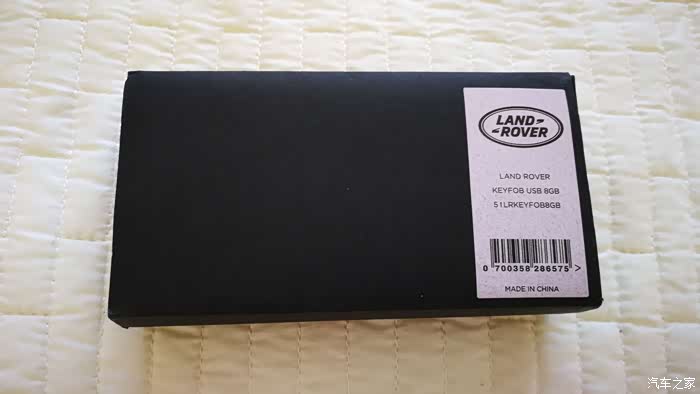 LAND
ROVER
LAND ROVER
KEYFOB USB 8GB
51LRKEYFOB8GB
0 700358 286575 >
MADE IN CHINA
汽车之家